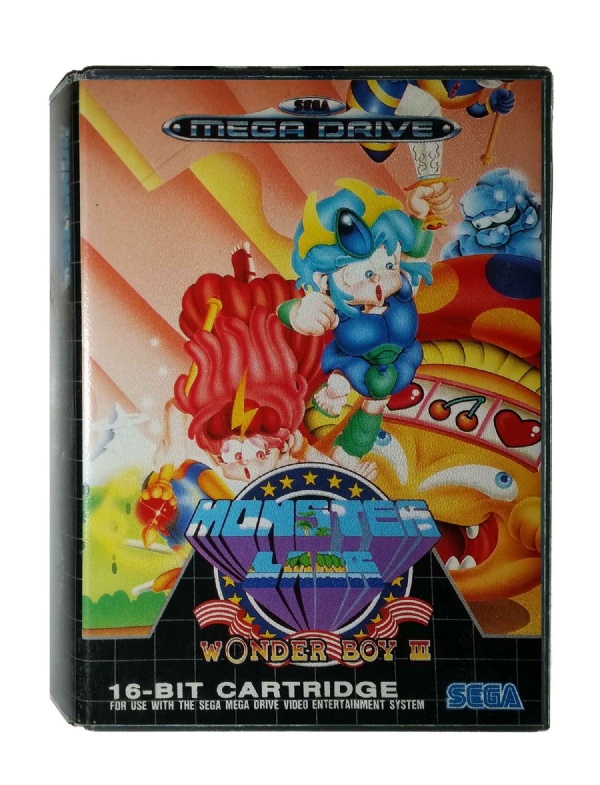 SEGA
MEGA DRIVE
MONSTER
LAIR
WONDER BOY III
16-BIT CARTRIDGE
SEGA
FOR USE WITH THE SEGA MEGA DRIVE VIDEO ENTERTAINMENT SYSTEM